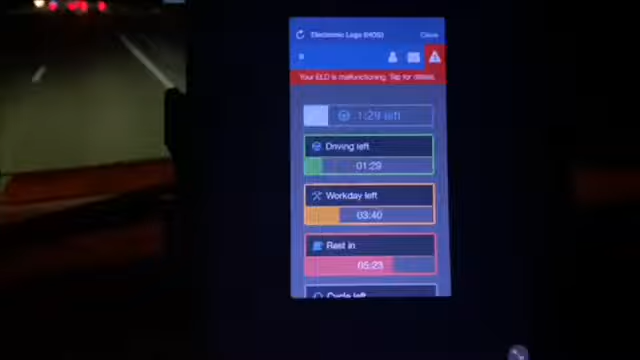 Electronic Logs (HOS)
Close
Your ELD is malfunctioning. Tap for details.
1:29 left
Driving left
01:29
Workday left
03:40
Rest in
05:23
Cycle left